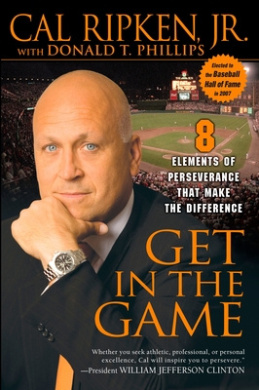 CAL RIPKEN, JR.
WITH DONALD T. PHILLIPS
Elected to
the Baseball
Hall of Fame
in 2007
8
ELEMENTS OF
PERSEVERANCE
THAT MAKE
THE DIFFERENCE
GET
IN THE
GAME
Whether you seek athletic, professional, or personal
excellence, Cal will inspire you to persevere."
—President WILLIAM JEFFERSON CLINTON